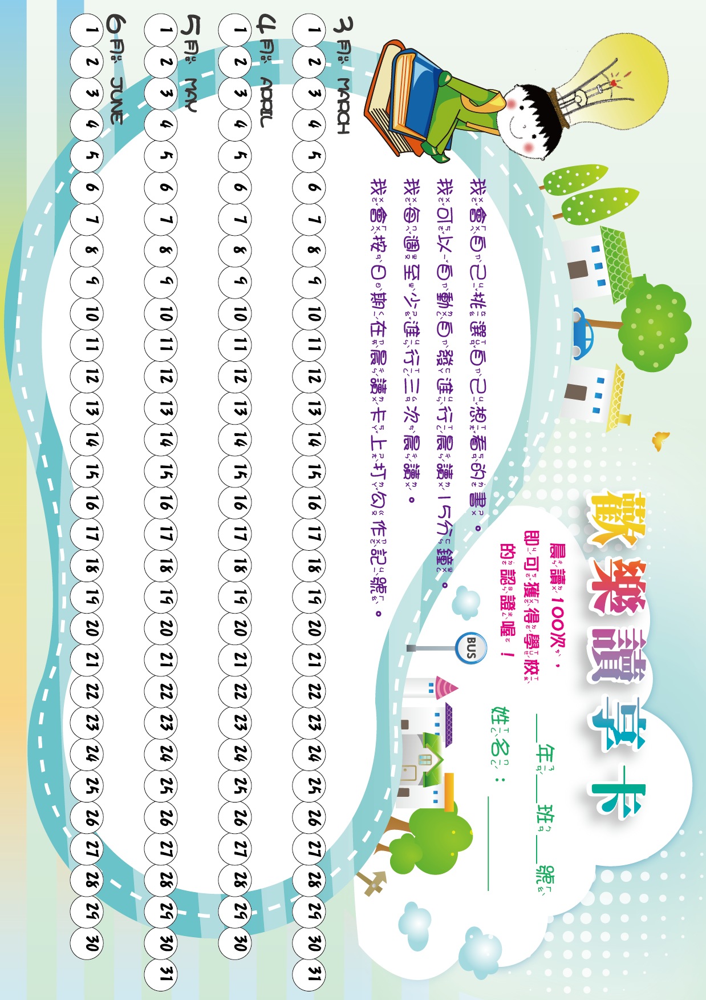 歡樂讀享卡
晨讀100次，
即可獲得學校
的認證喔！
___年___班___號
姓名：
BUS
我會自己挑選自己想看的書。
我可以自動自發進行晨讀15分鐘。
我每週至少進行三次晨讀。
我會按日期在晨讀卡上打勾作記號。
3月 MARCH
1 2 3 4 5 6 7 8 9 10 11 12 13 14 15 16 17 18 19 20 21 22 23 24 25 26 27 28 29 30 31
4月 APRIL
1 2 3 4 5 6 7 8 9 10 11 12 13 14 15 16 17 18 19 20 21 22 23 24 25 26 27 28 29 30
5月 MAY
1 2 3 4 5 6 7 8 9 10 11 12 13 14 15 16 17 18 19 20 21 22 23 24 25 26 27 28 29 30 31
6月 JUNE
1 2 3 4 5 6 7 8 9 10 11 12 13 14 15 16 17 18 19 20 21 22 23 24 25 26 27 28 29 30